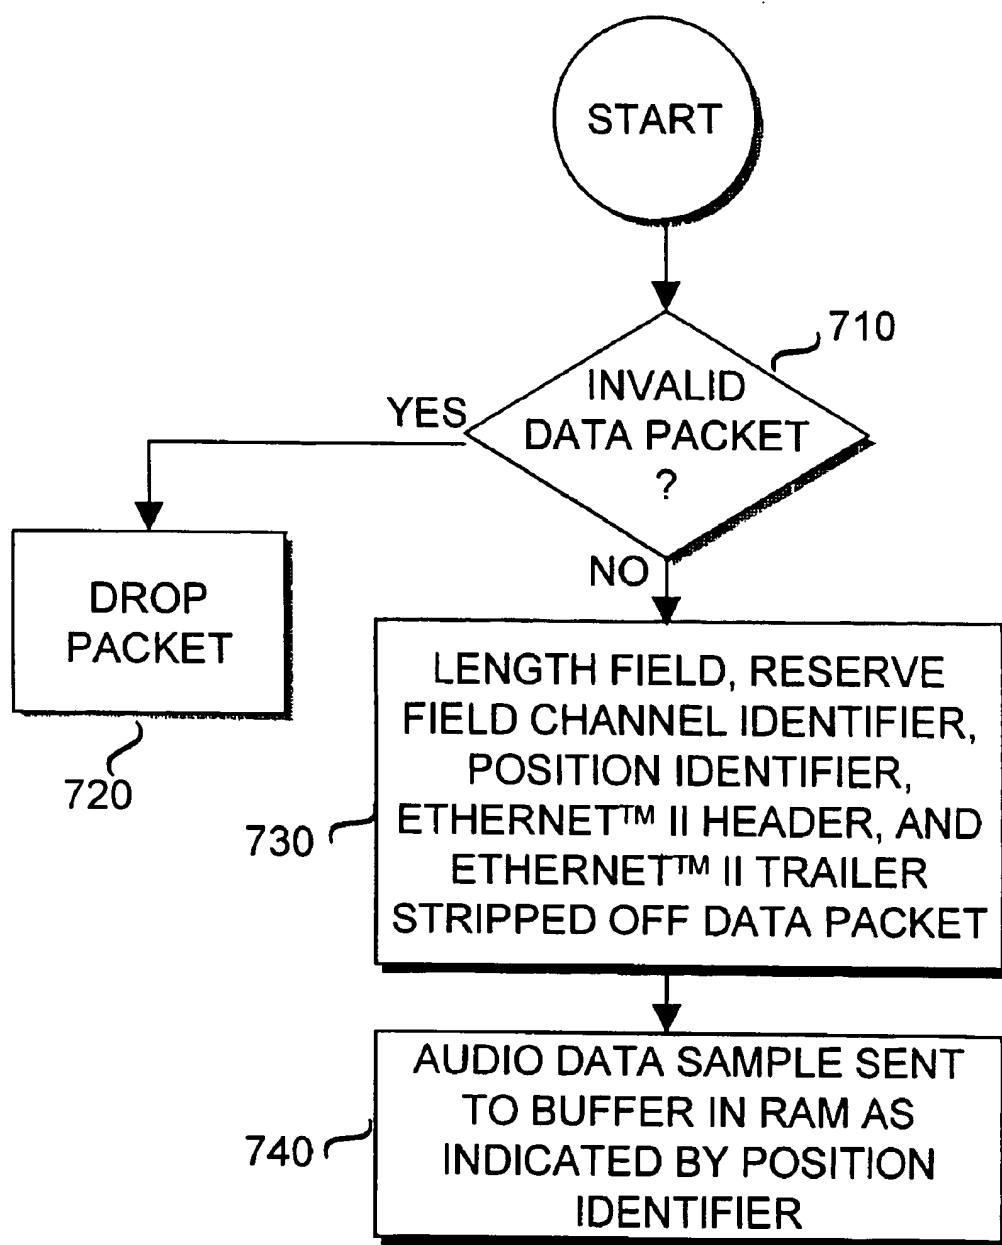 START
710
INVALID
DATA PACKET
?
YES
NO
DROP
PACKET
720
LENGTH FIELD, RESERVE
FIELD CHANNEL IDENTIFIER,
POSITION IDENTIFIER,
ETHERNET™ II HEADER, AND
ETHERNET™ II TRAILER
STRIPPED OFF DATA PACKET
730
AUDIO DATA SAMPLE SENT
TO BUFFER IN RAM AS
INDICATED BY POSITION
IDENTIFIER
740